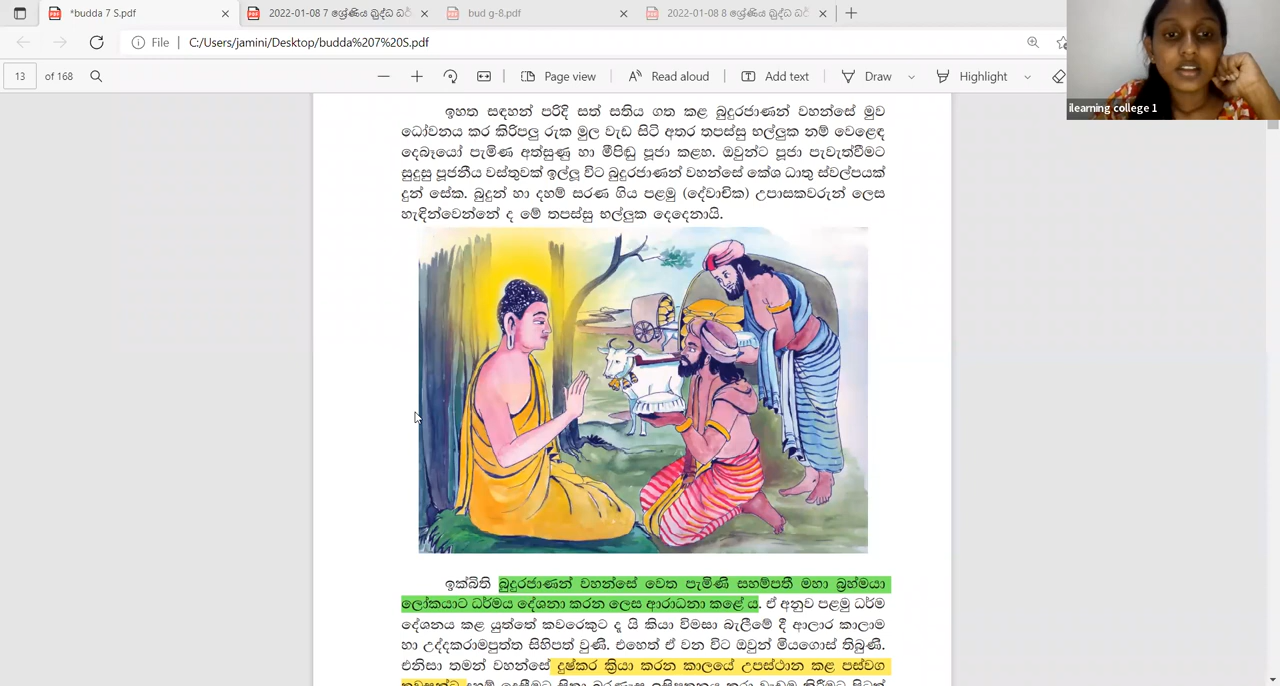 *budda 7 S.pdf
2022-01-08 7 ශ්‍රේණිය බුද්ධ ධර්
bud g-8.pdf
2022-01-08 8 ශ්‍රේණිය බුද්ධ ධර්
File | C:/Users/jamini/Desktop/budda%207%20S.pdf
13 of 168 Page view Read aloud Add text Draw Highlight
ilearning college 1
ඉහත සඳහන් පරිදි සත් සතිය ගත කළ බුදුරජාණන් වහන්සේ මුව
ධෝවනය කර කිරිපලු රුක මුල වැඩ සිටි අතර තපස්සු භල්ලුක නම් වෙළෙඳ
දෙබෑයෝ පැමිණ අත්සුණු හා මීපිඬු පූජා කළහ. ඔවුන්ට පූජා පැවැත්වීමට
සුදුසු පූජනීය වස්තුවක් ඉල්ලූ විට බුදුරජාණන් වහන්සේ කේශ ධාතු ස්වල්පයක්
දුන් සේක. බුදුන් හා දහම් සරණ ගිය පළමු (ද්වේවාචික) උපාසකවරුන් ලෙස
හැඳින්වෙන්නේ ද මේ තපස්සු භල්ලුක දෙදෙනායි.
ඉක්බිති බුදුරජාණන් වහන්සේ වෙත පැමිණි සහම්පතී මහා බ්‍රහ්මයා
ලෝකයාට ධර්මය දේශනා කරන ලෙස ආරාධනා කළේ ය. ඒ අනුව පළමු ධර්ම
දේශනය කළ යුත්තේ කවරෙකුට දැ යි කියා විමසා බැලීමේ දී ආලාර කාලාම
හා උද්දකරාමපුත්ත සිහිපත් වුණි. එහෙත් ඒ වන විට ඔවුන් මියගොස් තිබුණි.
එනිසා තමන් වහන්සේ දුෂ්කර ක්‍රියා කරන කාලයේ උපස්ථාන කළ පස්වග